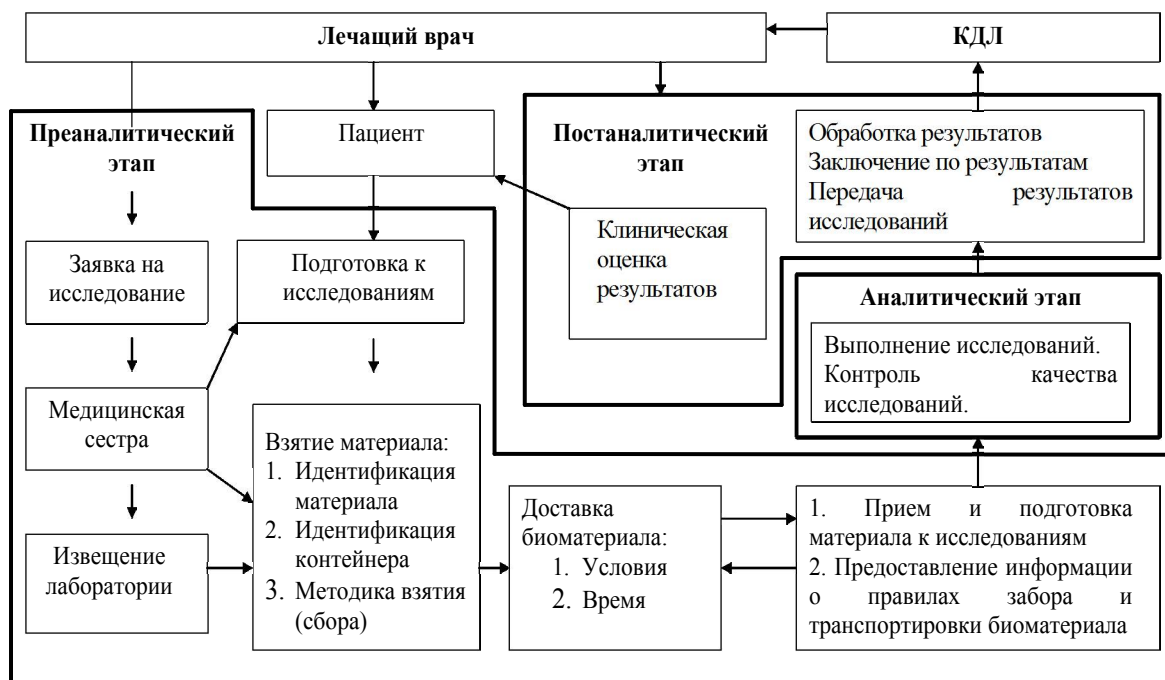 Лечащий врач
КДЛ
Преаналитический
этап
Пациент
Постаналитический
этап
Обработка результатов
Заключение по результатам
Передача результатов
исследований
Клиническая
оценка
результатов
Заявка на
исследование
Подготовка к
исследованиям
Аналитический этап
Выполнение исследований.
Контроль качества
исследований.
Медицинская
сестра
Взятие материала:
1. Идентификация
материала
2. Идентификация
контейнера
3. Методика взятия
(сбора)
Извещение
лаборатории
Доставка
биоматериала:
1. Условия
2. Время
1. Прием и подготовка
материала к исследованиям
2. Предоставление информации
о правилах забора и
транспортировки биоматериала